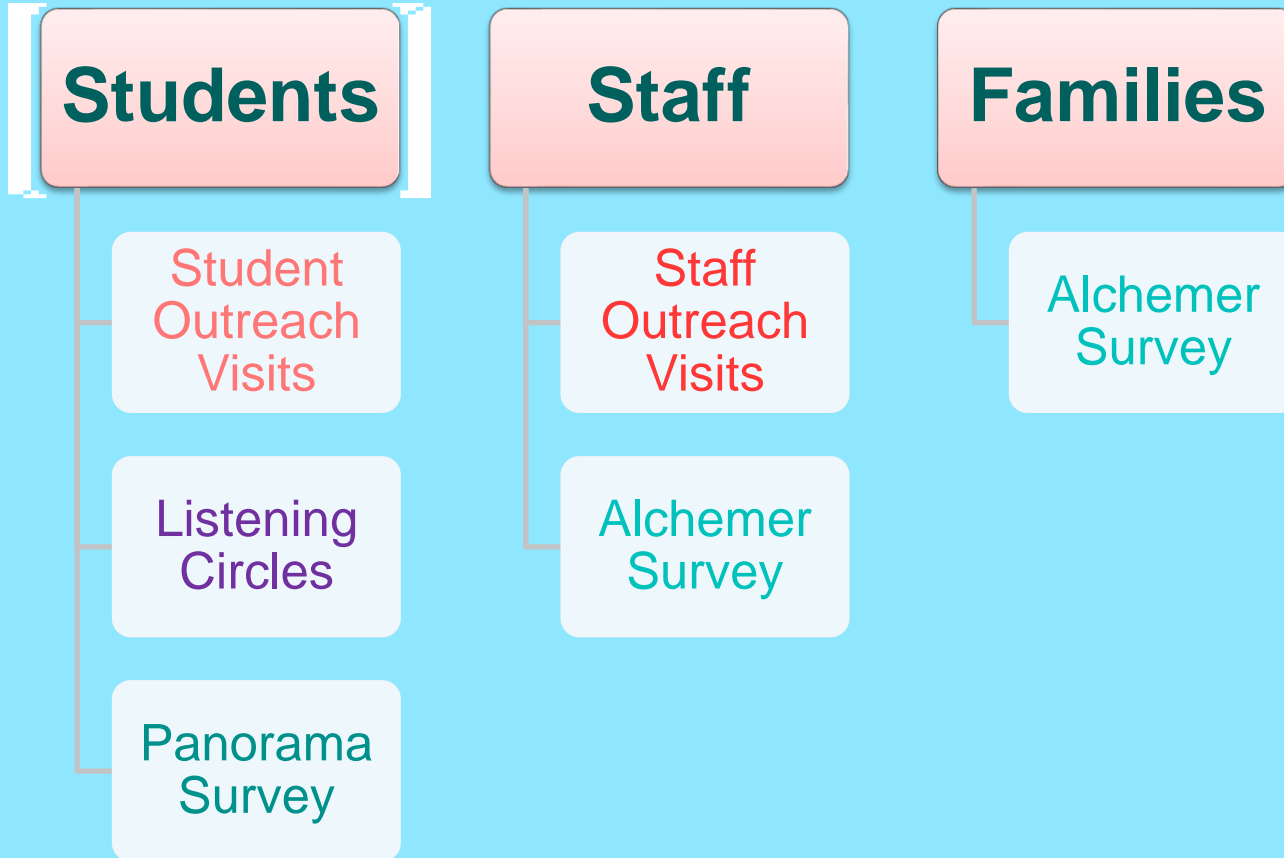 Students
Student
Outreach
Visits
Listening
Circles
Panorama
Survey
Staff
Staff
Outreach
Visits
Alchemer
Survey
Families
Alchemer
Survey